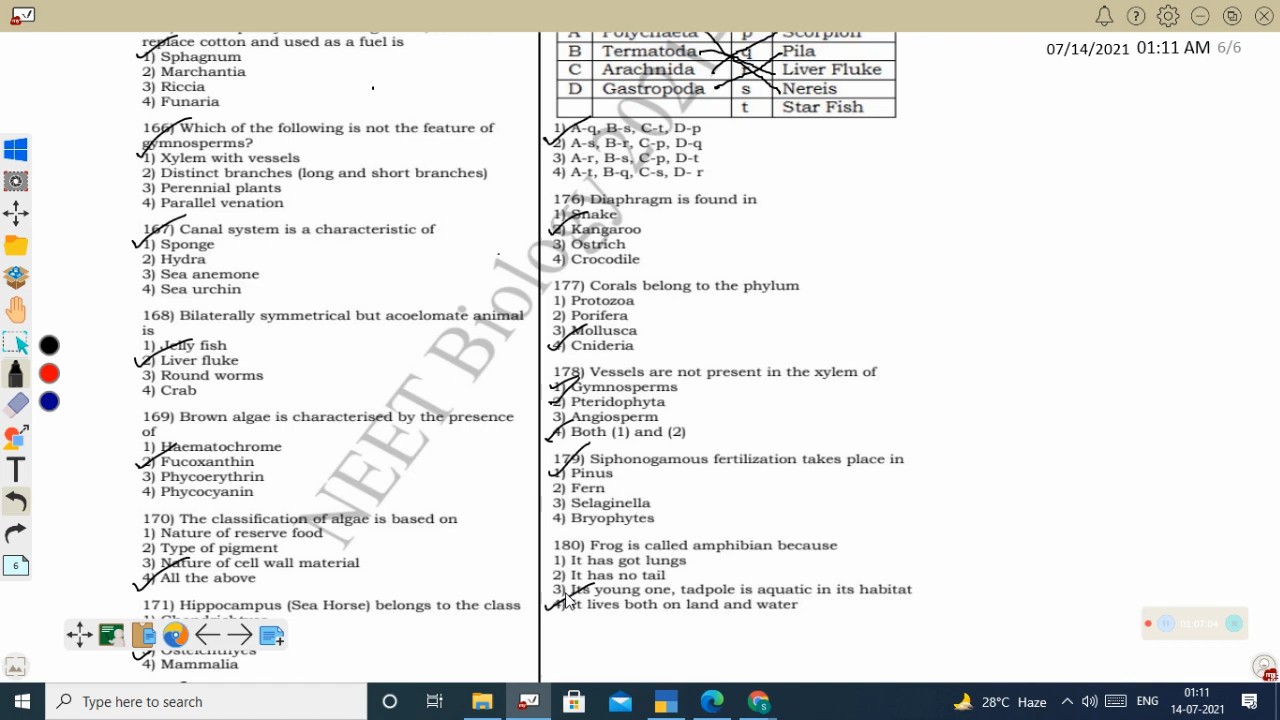 07/14/2021 01:11 AM 6/6
replace cotton and used as a fuel is
1) Sphagnum
2) Marchantia
3) Riccia
4) Funaria
166) Which of the following is not the feature of
gymnosperms?
1) Xylem with vessels
2) Distinct branches (long and short branches)
3) Perennial plants
4) Parallel venation
167) Canal system is a characteristic of
1) Sponge
2) Hydra
3) Sea anemone
4) Sea urchin
168) Bilaterally symmetrical but acoelomate animal
is
1) Jelly fish
2) Liver fluke
3) Round worms
4) Crab
169) Brown algae is characterised by the presence
of
1) Haematochrome
2) Fucoxanthin
3) Phycoerythrin
4) Phycocyanin
170) The classification of algae is based on
1) Nature of reserve food
2) Type of pigment
3) Nature of cell wall material
4) All the above
171) Hippocampus (Sea Horse) belongs to the class
3) Osteichthyes
4) Mammalia
A Polychaeta p Scorpion
B Termatoda q Pila
C Arachnida Liver Fluke
D Gastropoda s Nereis
t Star Fish
1) A-q, B-s, C-t, D-p
2) A-s, B-r, C-p, D-q
3) A-r, B-s, C-p, D-t
4) A-t, B-q, C-s, D- r
176) Diaphragm is found in
1) Snake
2) Kangaroo
3) Ostrich
4) Crocodile
177) Corals belong to the phylum
1) Protozoa
2) Porifera
3) Mollusca
4) Cnideria
178) Vessels are not present in the xylem of
1) Gymnosperms
2) Pteridophyta
3) Angiosperm
4) Both (1) and (2)
179) Siphonogamous fertilization takes place in
1) Pinus
2) Fern
3) Selaginella
4) Bryophytes
180) Frog is called amphibian because
1) It has got lungs
2) It has no tail
3) Its young one, tadpole is aquatic in its habitat
4) It lives both on land and water
NEET Biology 2021
T
6
01:07:04
Type here to search
28°C Haze
ENG
01:11
14-07-2021